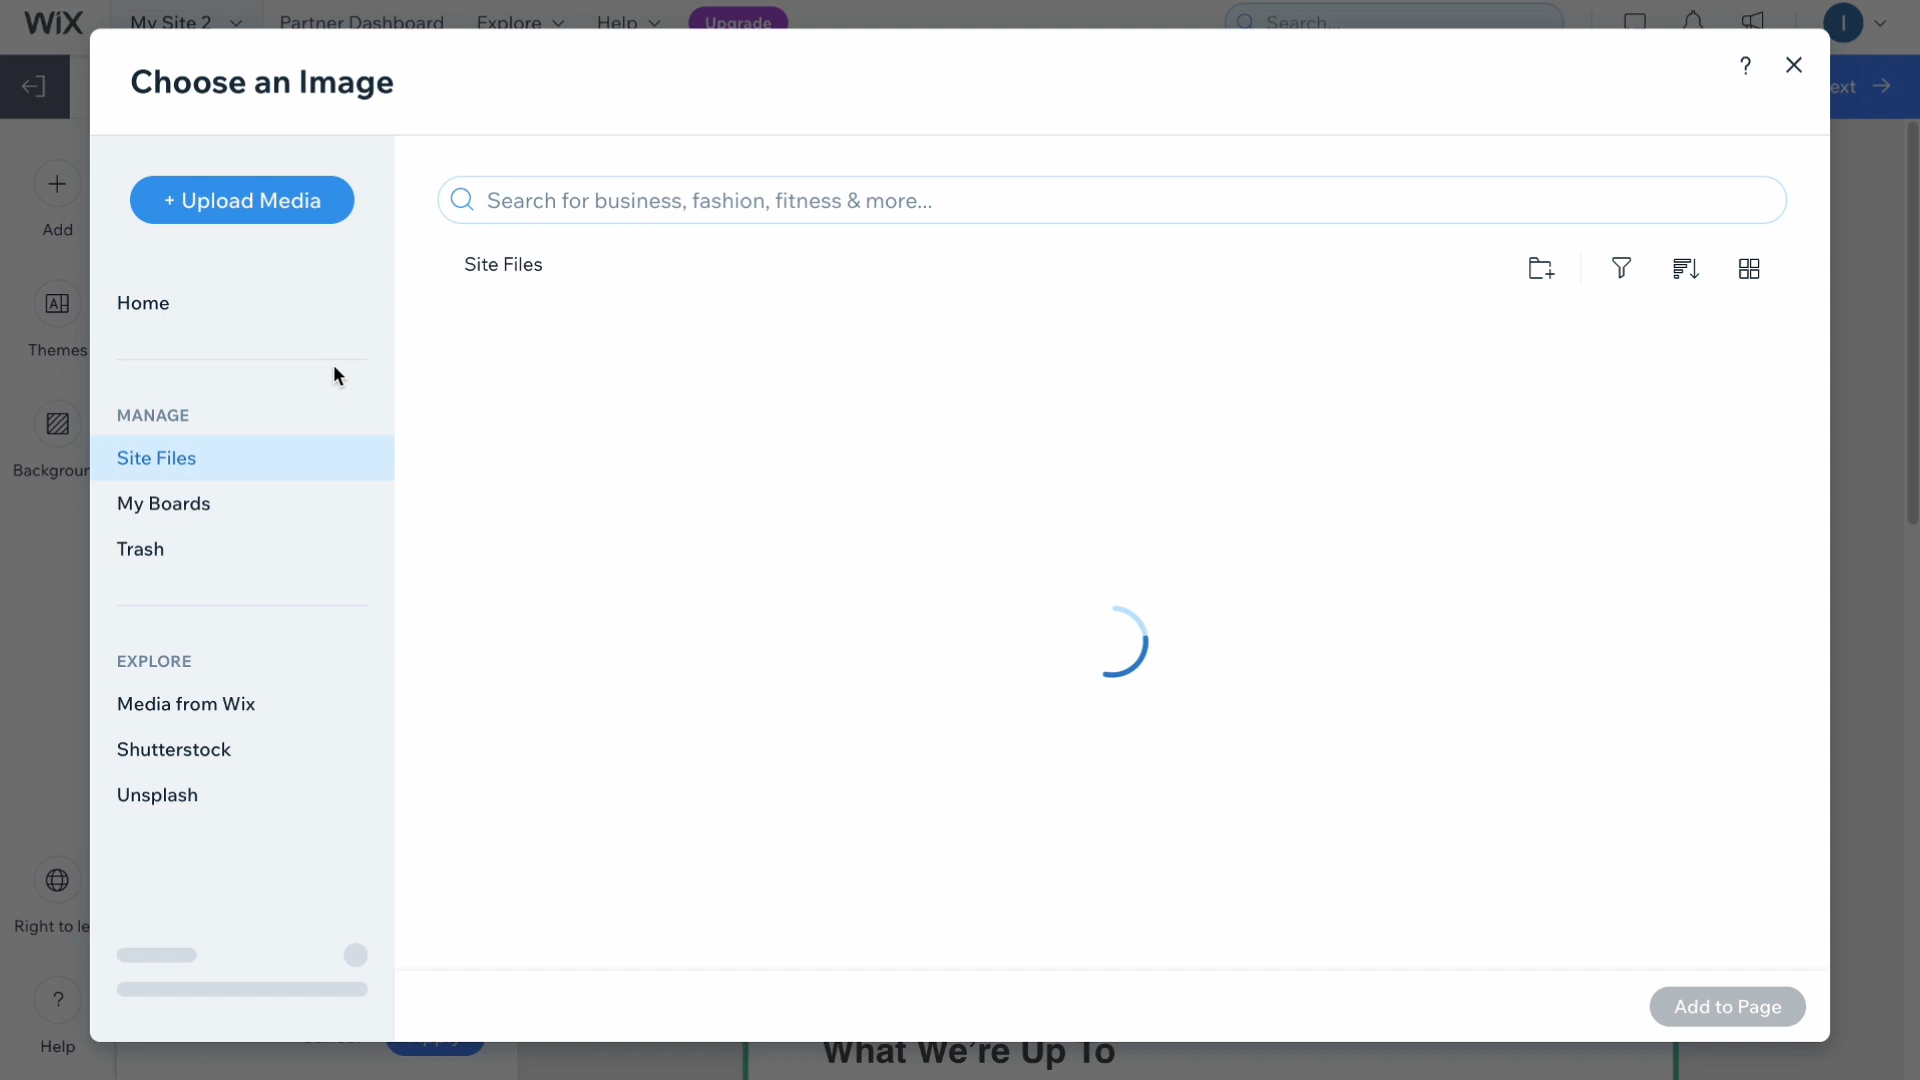 WIX
My Site 2
Partner Dashboard
Explore
Help
Upgrade
Search...
I
Choose an Image
?
ext
+ Upload Media
Search for business, fashion, fitness & more...
Add
Site Files
Home
Themes
MANAGE
Site Files
My Boards
Trash
EXPLORE
Media from Wix
Shutterstock
Unsplash
Backgroun
Right to le
?
Help
Add to Page
What We're Up To